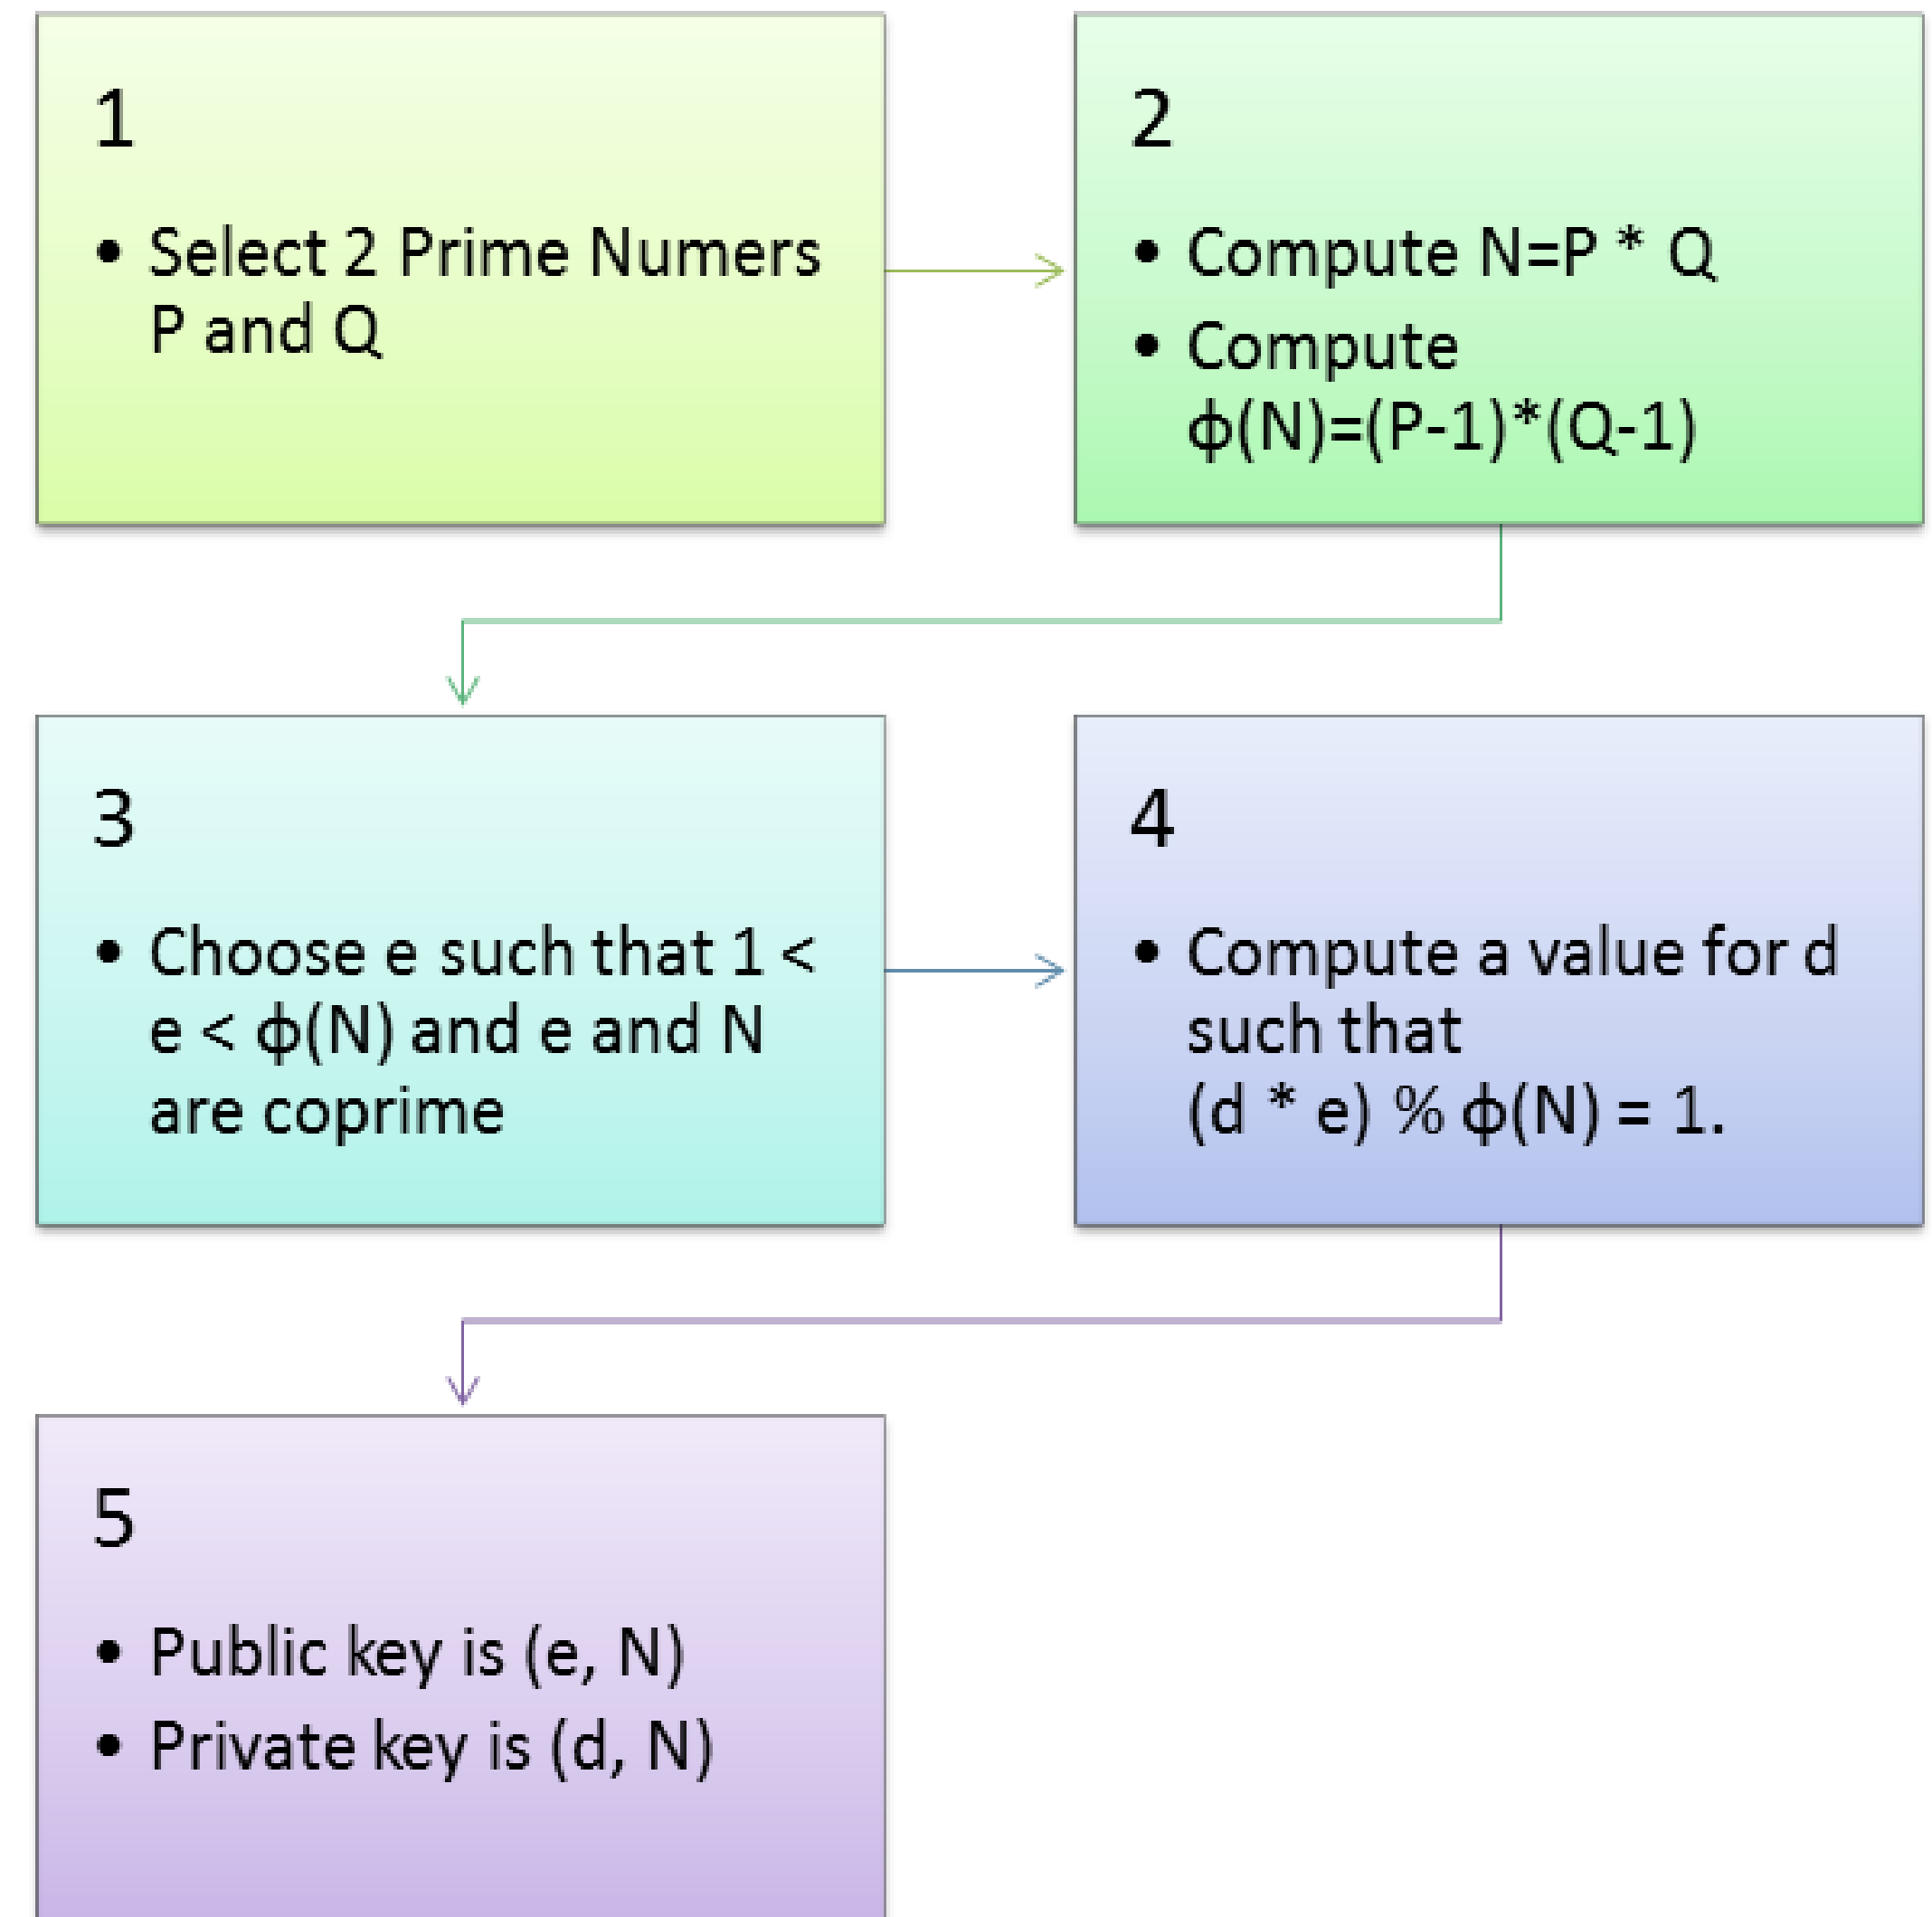 1
• Select 2 Prime Numers
P and Q
2
• Compute N=P * Q
• Compute
ϕ(N)=(P-1)*(Q-1)
3
• Choose e such that 1 <
e < ϕ(N) and e and N
are coprime
4
• Compute a value for d
such that
(d * e) % ϕ(N) = 1.
5
• Public key is (e, N)
• Private key is (d, N)